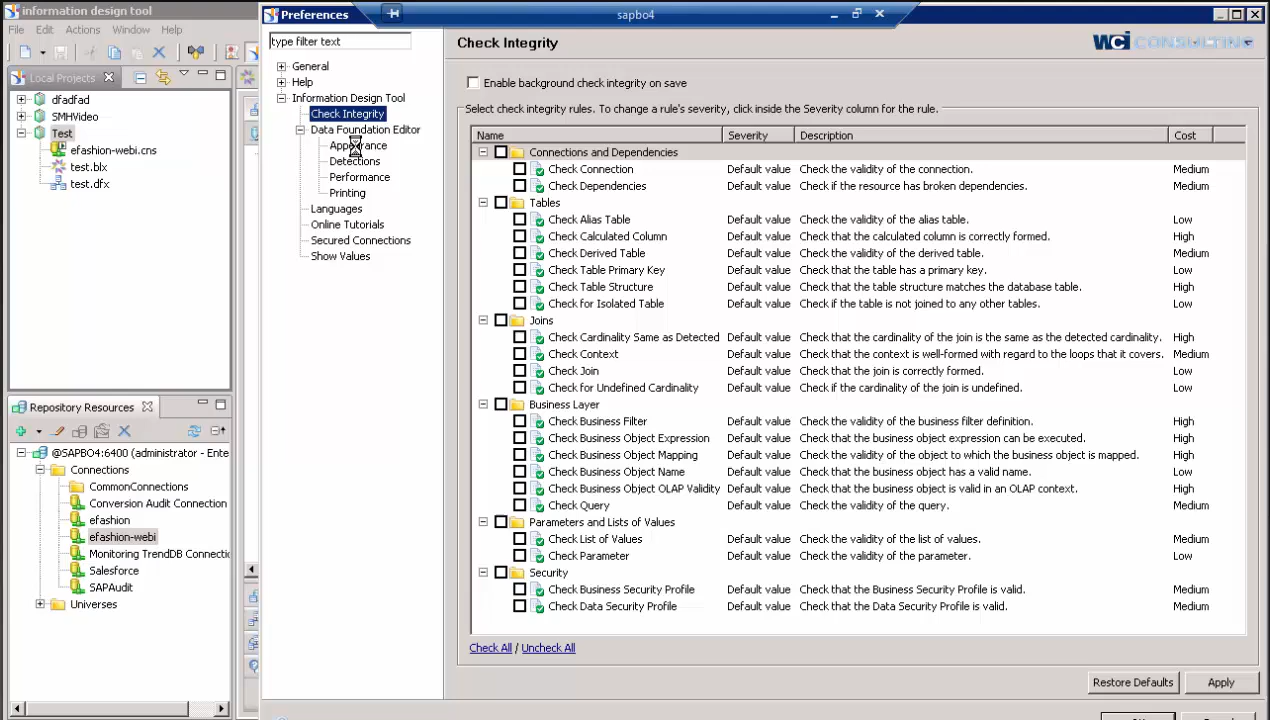 information design tool
File Edit Actions Window Help
Local Projects
dfadfad
SMHVideo
Test
efashion-webi.cns
test.blx
test.dfx
Repository Resources
@SAPBO4:6400 (administrator - Ente
Connections
CommonConnections
Conversion Audit Connection
efashion
efashion-webi
Monitoring TrendDB Connectio
Salesforce
SAPAudit
Universes
Preferences
sapbo4
type filter text
General
Help
Information Design Tool
Check Integrity
Data Foundation Editor
Appearance
Detections
Performance
Printing
Languages
Online Tutorials
Secured Connections
Show Values
Check Integrity
WCI CONSULTING
Enable background check integrity on save
Select check integrity rules. To change a rule's severity, click inside the Severity column for the rule.
Name Severity Description Cost
Connections and Dependencies
Check Connection Default value Check the validity of the connection. Medium
Check Dependencies Default value Check if the resource has broken dependencies. Medium
Tables
Check Alias Table Default value Check the validity of the alias table. Low
Check Calculated Column Default value Check that the calculated column is correctly formed. High
Check Derived Table Default value Check the validity of the derived table. Medium
Check Table Primary Key Default value Check that the table has a primary key. Low
Check Table Structure Default value Check that the table structure matches the database table. High
Check for Isolated Table Default value Check if the table is not joined to any other tables. Low
Joins
Check Cardinality Same as Detected Default value Check that the cardinality of the join is the same as the detected cardinality. High
Check Context Default value Check that the context is well-formed with regard to the loops that it covers. Medium
Check Join Default value Check that the join is correctly formed. Low
Check for Undefined Cardinality Default value Check if the cardinality of the join is undefined. Low
Business Layer
Check Business Filter Default value Check the validity of the business filter definition. High
Check Business Object Expression Default value Check that the business object expression can be executed. High
Check Business Object Mapping Default value Check the validity of the object to which the business object is mapped. High
Check Business Object Name Default value Check that the business object has a valid name. Low
Check Business Object OLAP Validity Default value Check that the business object is valid in an OLAP context. High
Check Query Default value Check the validity of the query. Medium
Parameters and Lists of Values
Check List of Values Default value Check the validity of the list of values. Medium
Check Parameter Default value Check the validity of the parameter. Low
Security
Check Business Security Profile Default value Check that the Business Security Profile is valid. Medium
Check Data Security Profile Default value Check that the Data Security Profile is valid. Medium
Check All / Uncheck All
Restore Defaults Apply